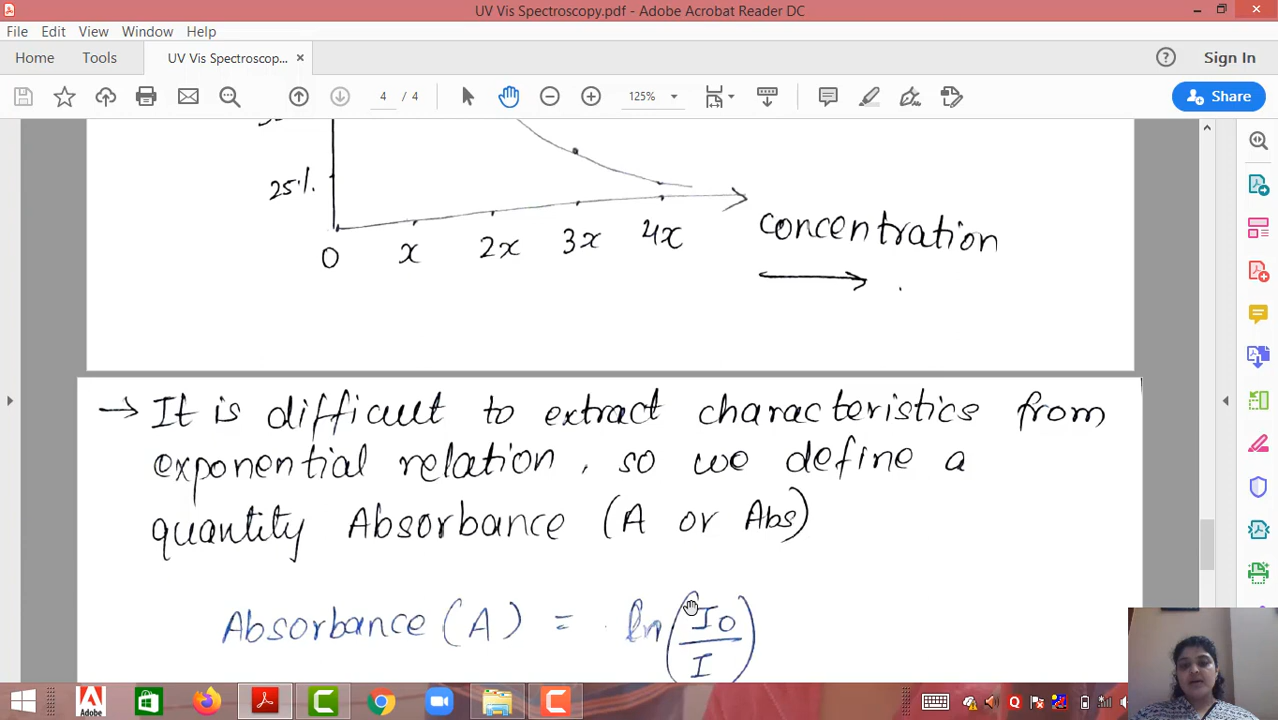 UV Vis Spectroscopy.pdf - Adobe Acrobat Reader DC
File Edit View Window Help
Home Tools UV Vis Spectroscop... × Sign In
4 / 4 125% Share
25%.
0 x 2x 3x 4x concentration
→ It is difficult to extract characteristics from
exponential relation, so we define a
quantity Absorbance (A or Abs)
Absorbance (A) = ln(I0/I)
Adobe